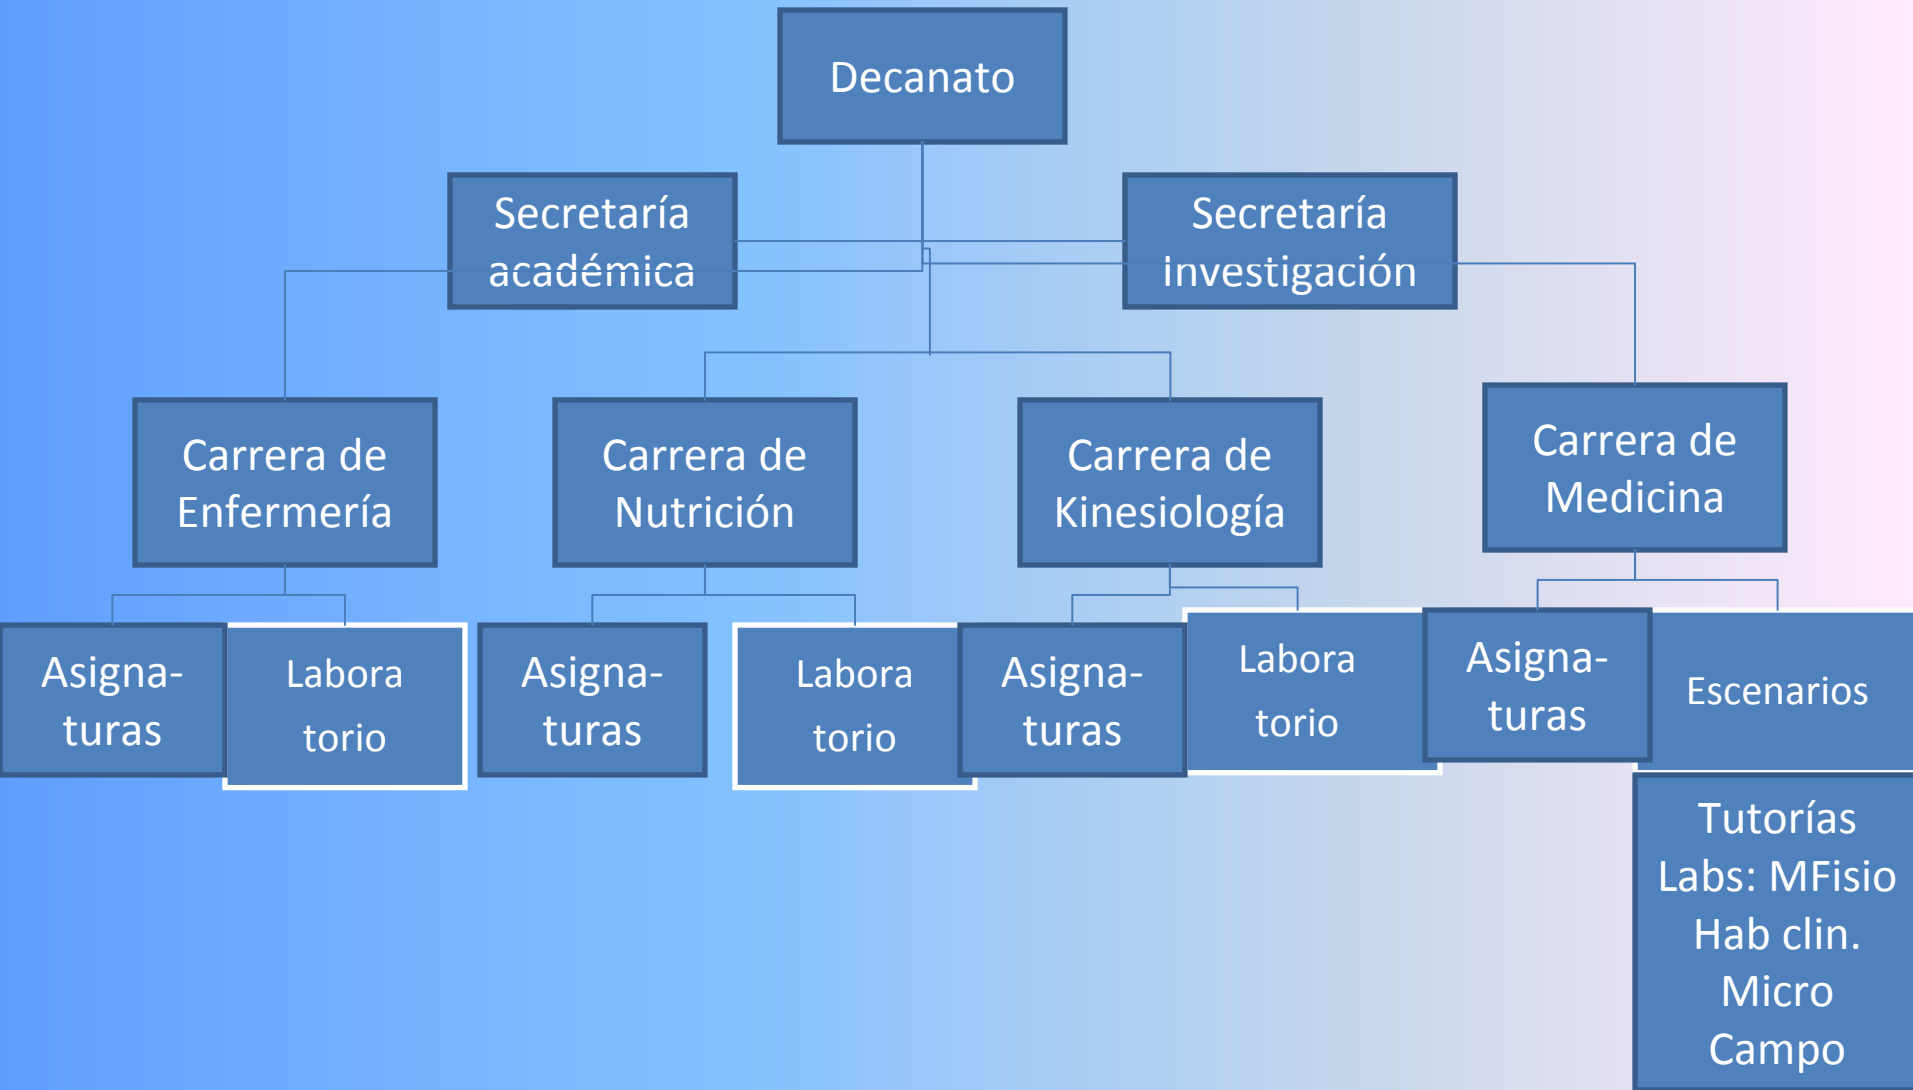 Decanato
Secretaría
académica
Secretaría
investigación
Carrera de
Enfermería
Carrera de
Nutrición
Carrera de
Kinesiología
Carrera de
Medicina
Asigna-
turas
Labora
torio
Asigna-
turas
Labora
torio
Asigna-
turas
Labora
torio
Asigna-
turas
Escenarios
Tutorías
Labs: MFisio
Hab clin.
Micro
Campo